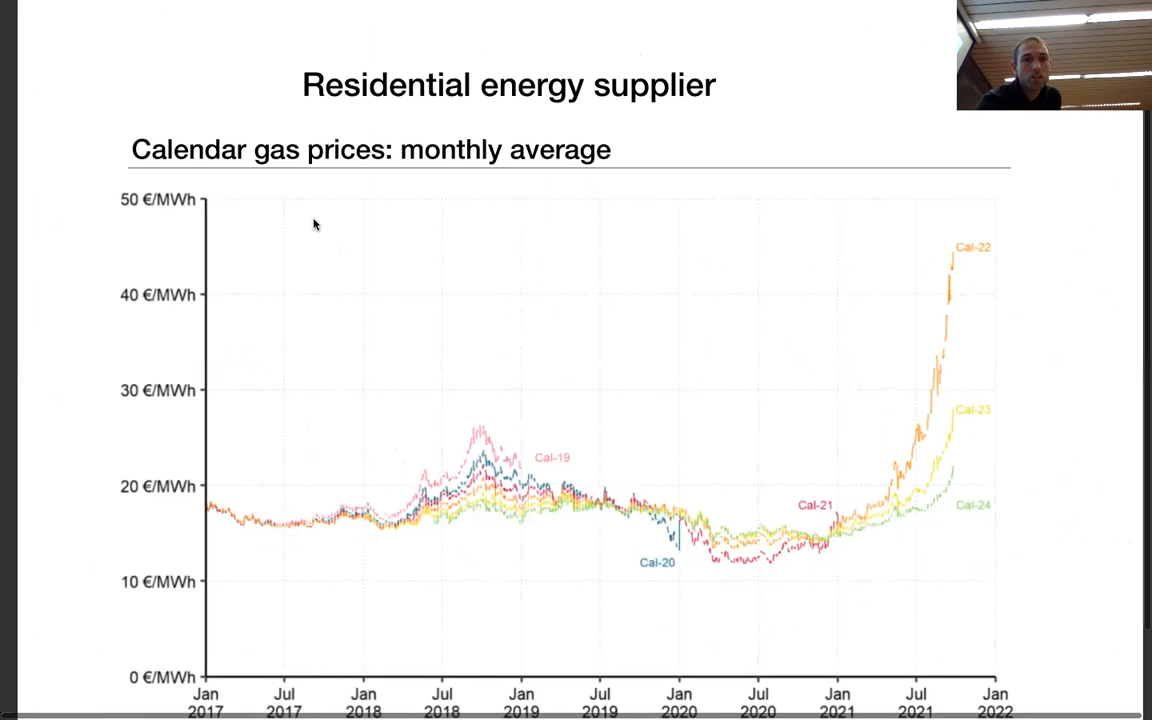 Residential energy supplier
Calendar gas prices: monthly average
50 €/MWh
Cal-22
40 €/MWh
30 €/MWh
Cal-23
Cal-19
20 €/MWh
Cal-21
Cal-24
Cal-20
10 €/MWh
0 €/MWh
Jan Jul Jan Jul Jan Jul Jan Jul Jan Jul Jan
2017 2017 2018 2018 2019 2019 2020 2020 2021 2021 2022